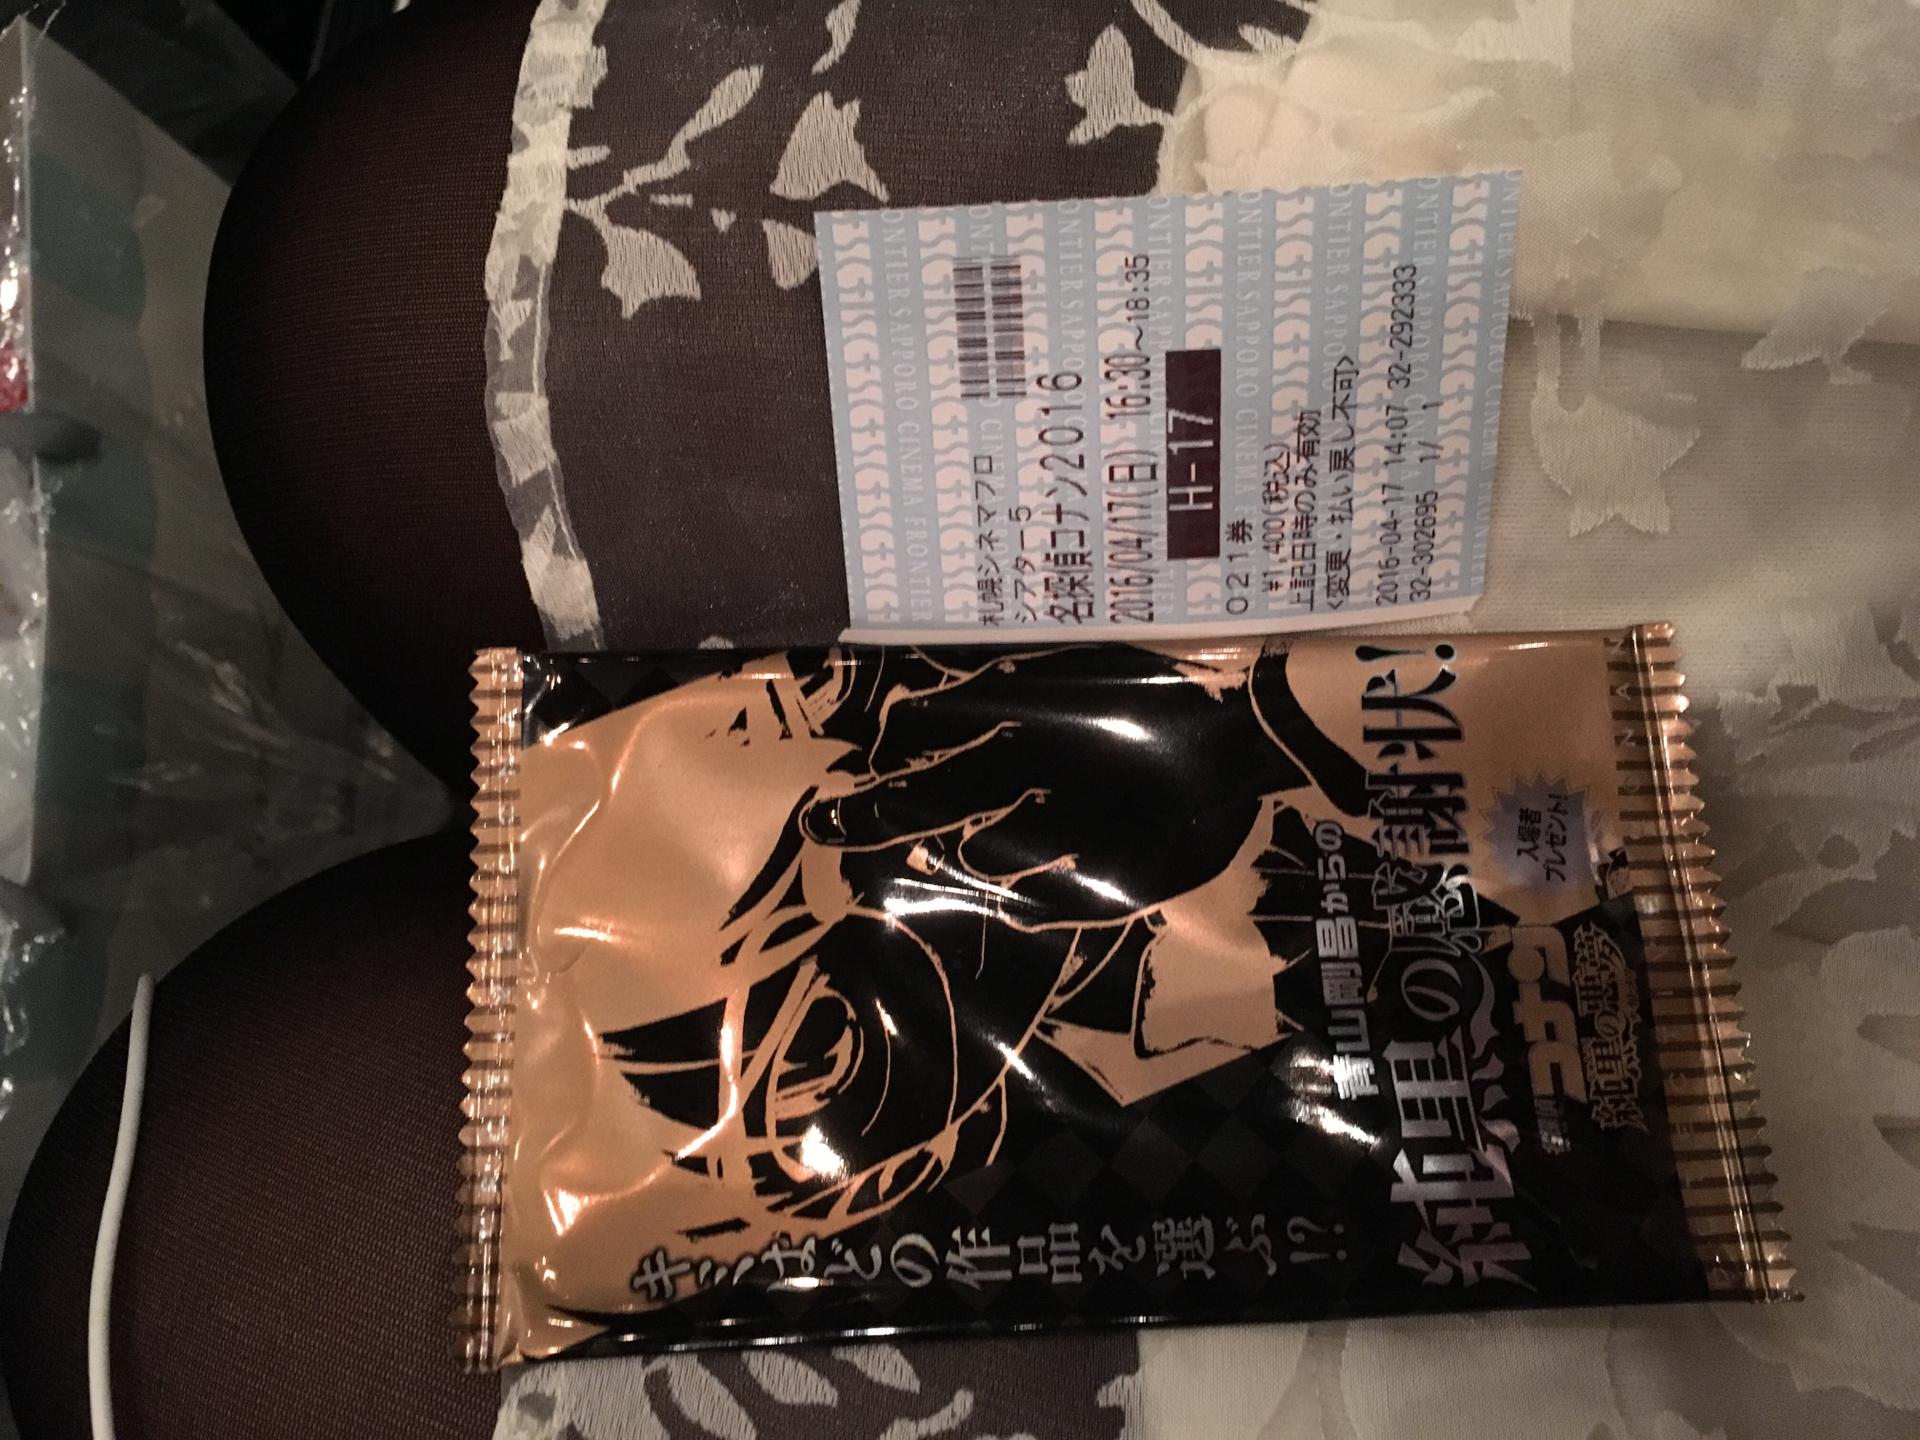 札幌シネマフロ
シアター5
名探偵コナン2016
2016/04/17(日) 16:30～18:35
H-17
021券
¥1,400(税込)
上記日時のみ有効
<変更・払い戻し不可>
2016-04-17 14:07 32-292333
32-302695 1/ 1
CINEMA FRONTIER SAPPORO
キミはどの作品を選ぶ!?
青山剛昌からの
純黒の感謝状!
入場者
プレゼント!
名探偵コナン
純黒の悪夢